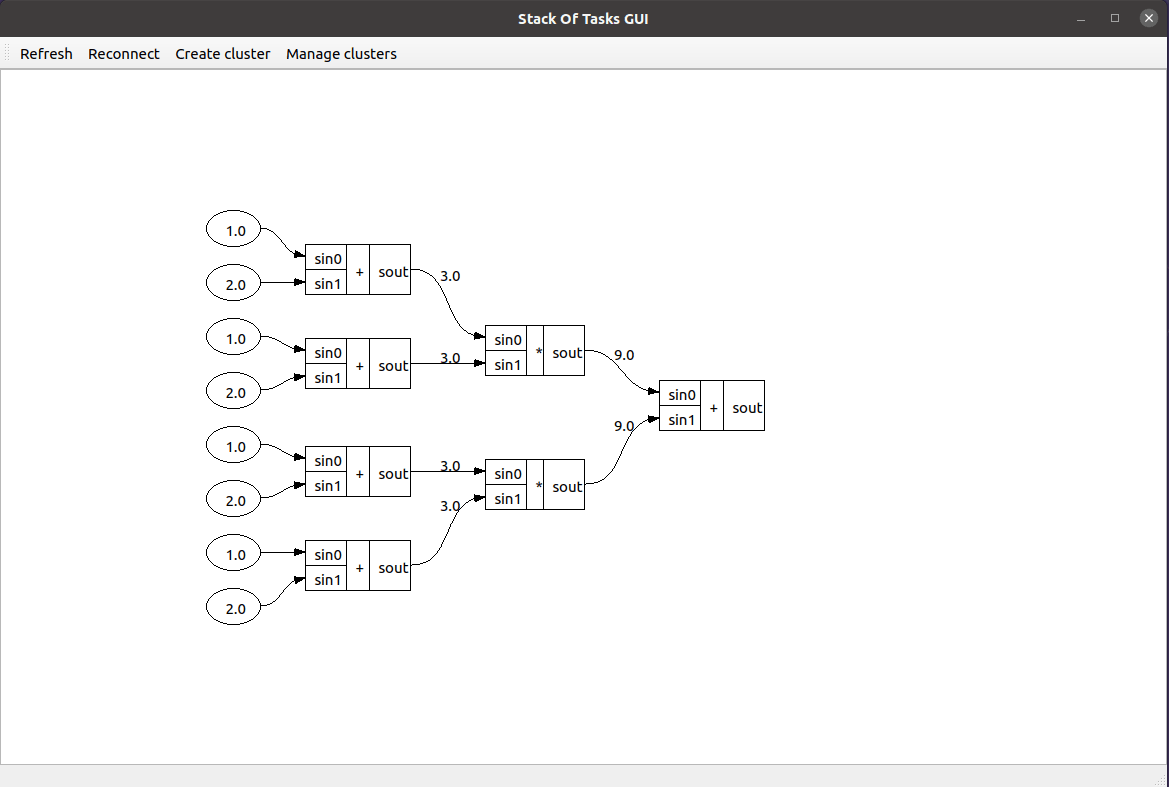 Stack Of Tasks GUI
Refresh Reconnect Create cluster Manage clusters
1.0
2.0
sin0
sin1
+
sout
3.0
1.0
2.0
sin0
sin1
+
sout
3.0
sin0
sin1
*
sout
9.0
1.0
2.0
sin0
sin1
+
sout
3.0
1.0
2.0
sin0
sin1
+
sout
3.0
sin0
sin1
*
sout
9.0
sin0
sin1
+
sout